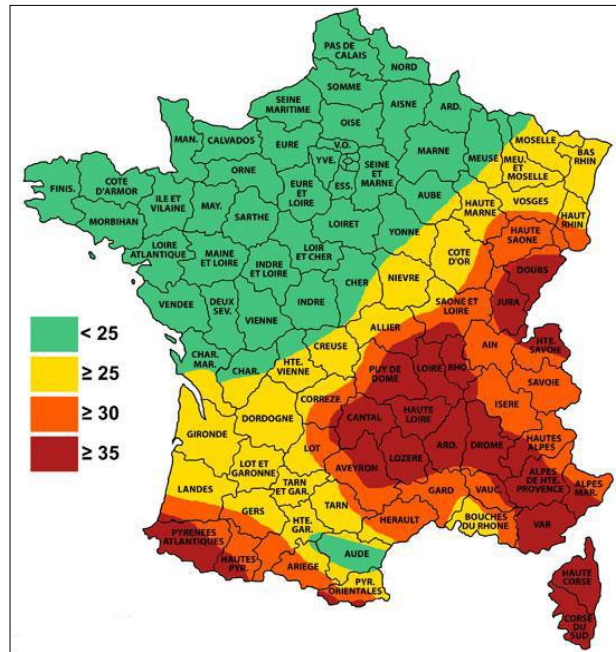 PAS DE
CALAIS
NORD
SOMME
SEINE
MARITIME
AISNE
ARD.
OISE
MAN.
CALVADOS
EURE
V.O.
YVE.
ESS.
SEINE
ET
MARNE
MARNE
MEUSE
MOSELLE
MEU.
ET
MOSELLE
BAS
RHIN
FINIS.
COTE
D'ARMOR
MORBIHAN
ILE ET
VILAINE
MAY.
ORNE
SARTHE
EURE
ET
LOIRE
LOIRET
YONNE
AUBE
HAUTE
MARNE
VOSGES
HAUT
RHIN
LOIRE
ATLANTIQUE
MAINE
ET LOIRE
INDRE
ET LOIRE
LOIR
ET CHER
CHER
NIEVRE
COTE
D'OR
HAUTE
SAONE
DOUBS
JURA
VENDEE
DEUX
SEV.
VIENNE
INDRE
ALLIER
SAONE ET
LOIRE
CHAR.
MAR.
CHAR.
HTE.
VIENNE
CREUSE
PUY DE
DOME
LOIRE
RHO.
AIN
HTE.
SAVOIE
SAVOIE
CORREZE
CANTAL
HAUTE
LOIRE
ISERE
GIRONDE
DORDOGNE
LOT
AVEYRON
LOZERE
ARD.
DROME
HAUTES
ALPES
LOT ET
GARONNE
TARN
ET GAR.
TARN
GARD
VAUC.
ALPES
DE HTE.
PROVENCE
ALPES
MAR.
LANDES
GERS
HTE.
GAR.
HERAULT
BOUCHES
DU RHONE
VAR
PYRENEES
ATLANTIQUES
HAUTES
PYR.
ARIEGE
AUDE
PYR.
ORIENTALES
HAUTE
CORSE
CORSE
DU
SUD
< 25
≥ 25
≥ 30
≥ 35